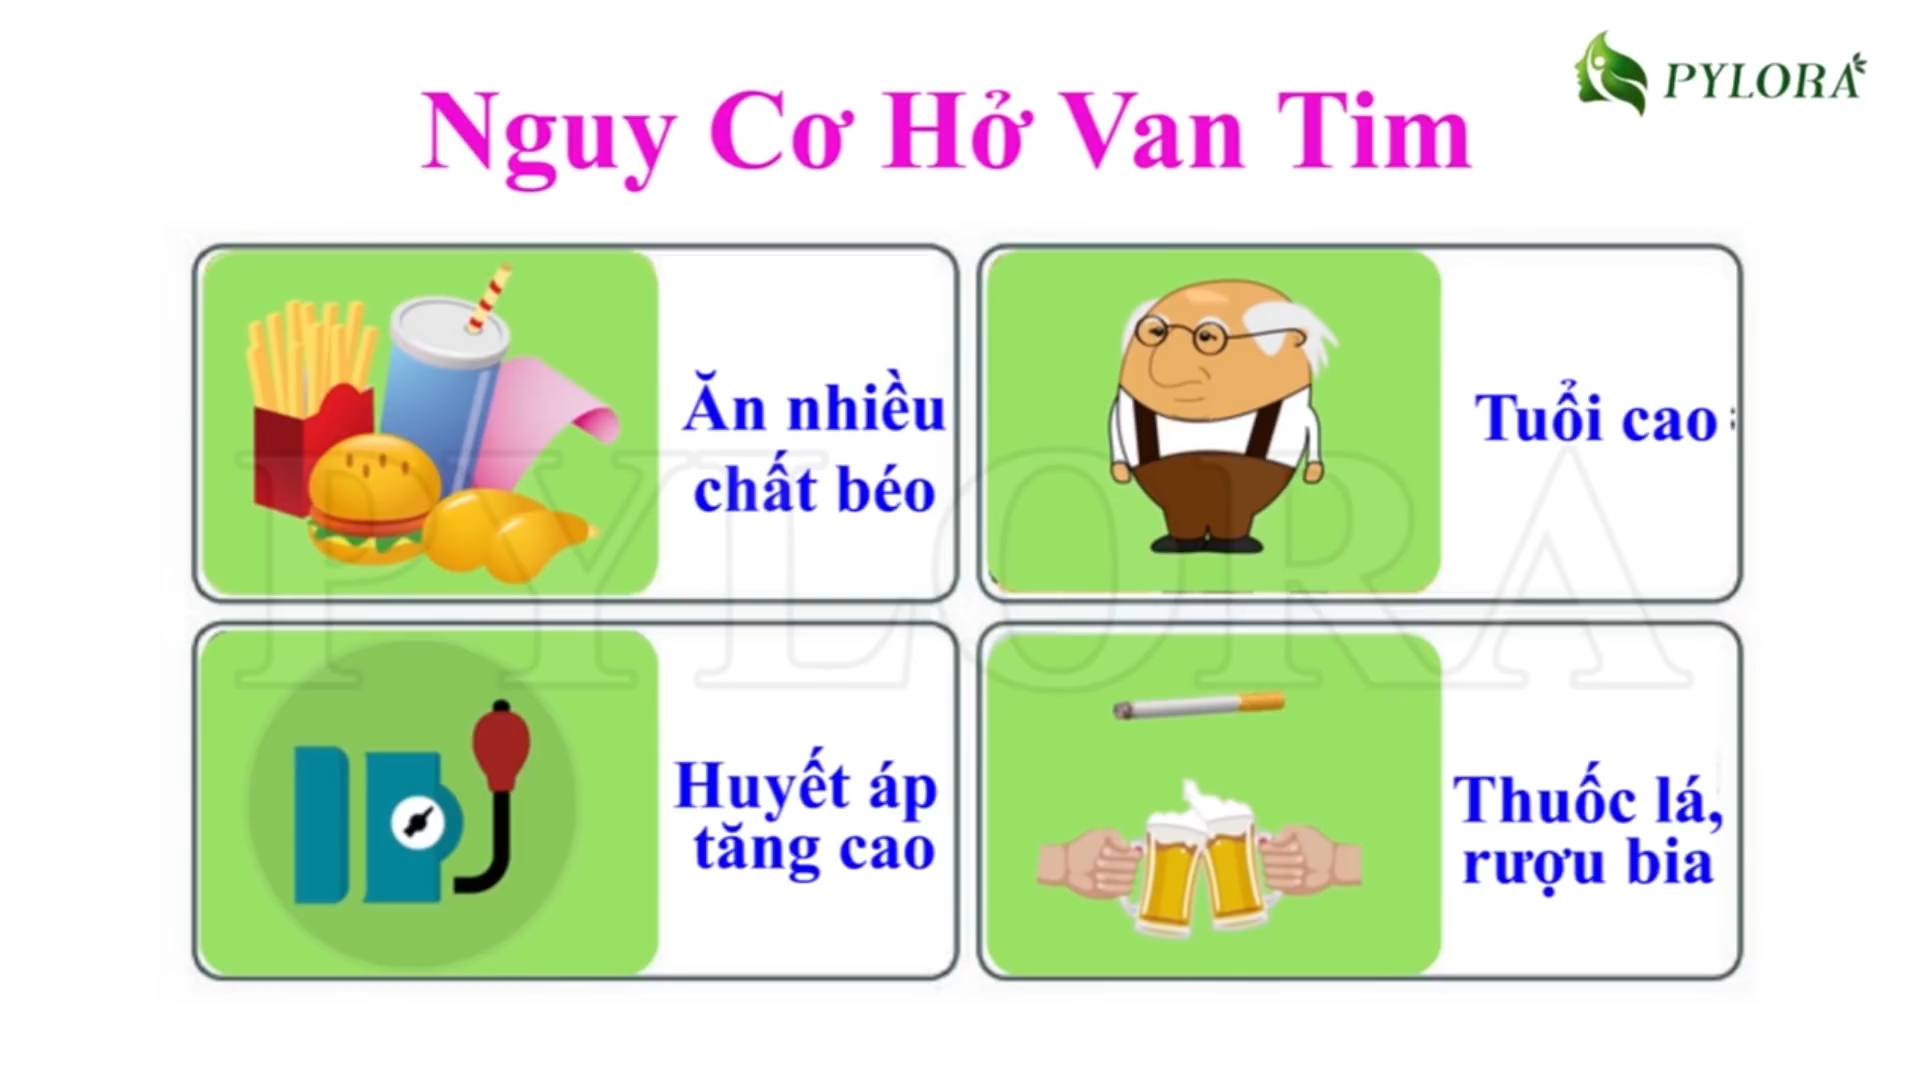 PYLORA
Nguy Cơ Hở Van Tim
Ăn nhiều
chất béo
Tuổi cao
Huyết áp
tăng cao
Thuốc lá,
rượu bia
PYLORA